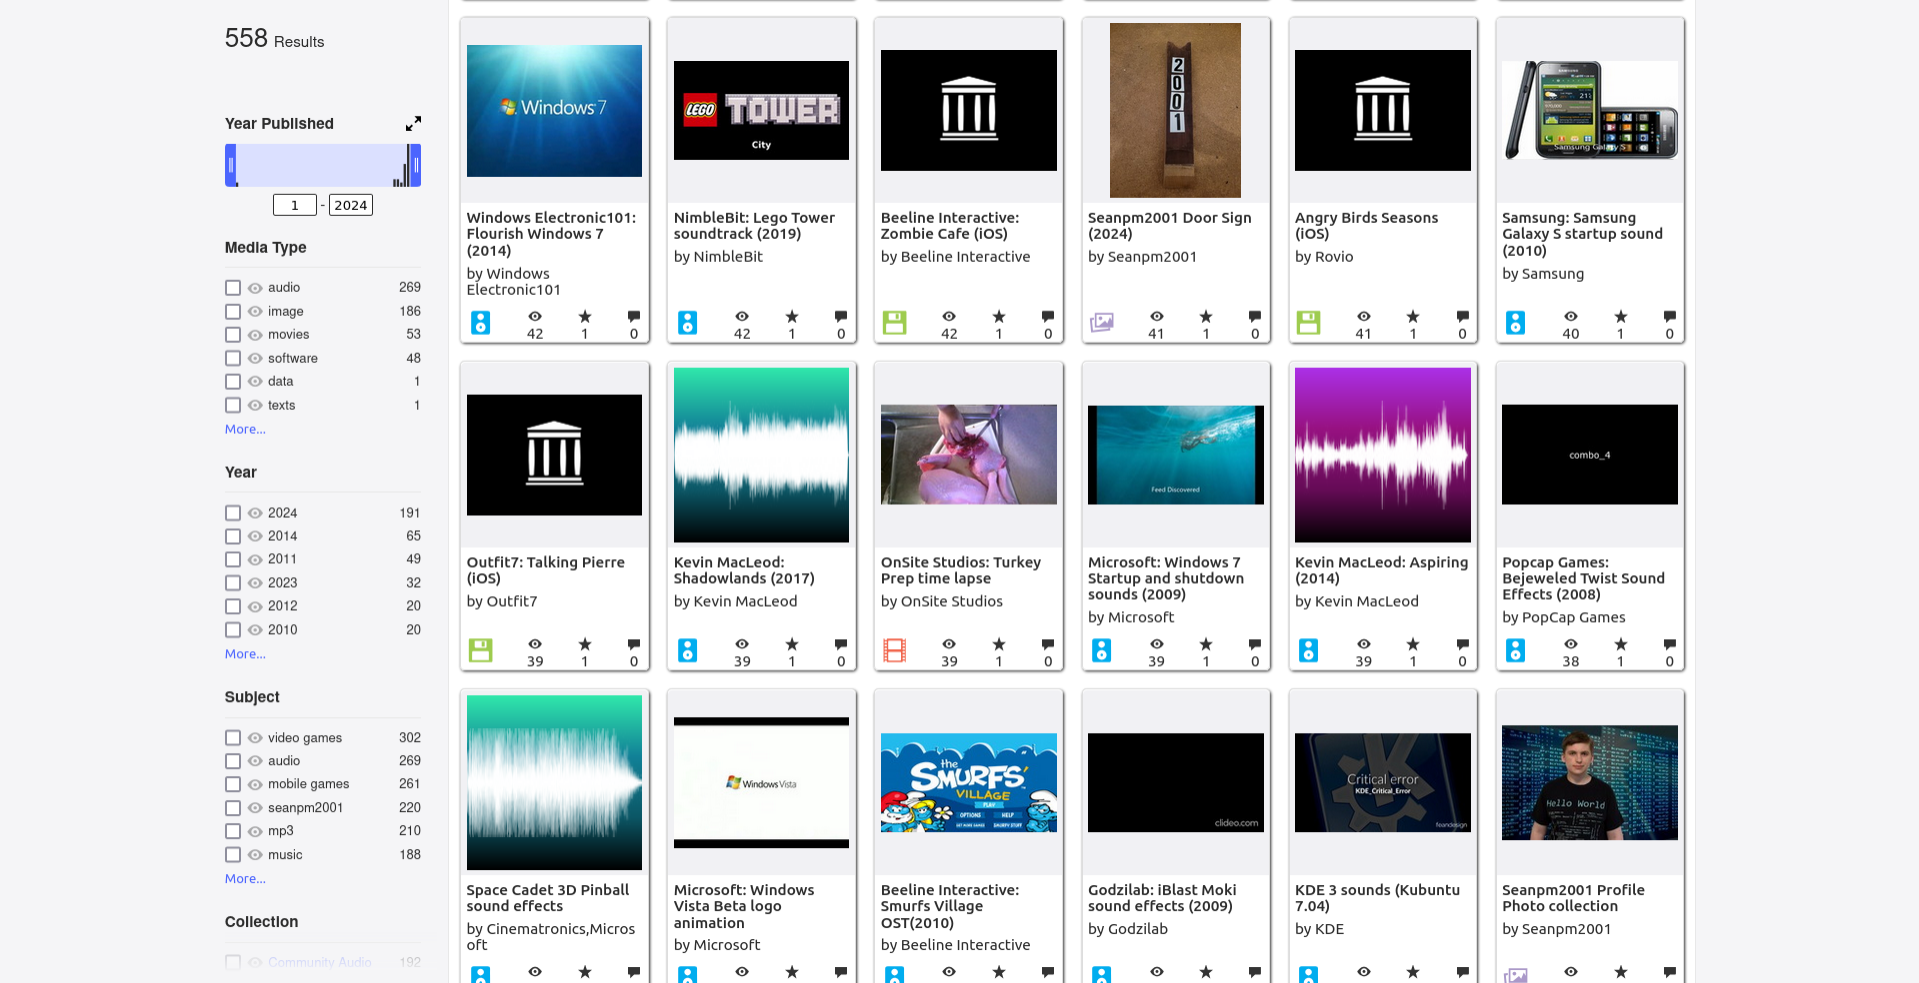 558 Results
Year Published
1 - 2024
Media Type
audio 269
image 186
movies 53
software 48
data 1
texts 1
More...
Year
2024 191
2014 65
2011 49
2023 32
2012 20
2010 20
More...
Subject
video games 302
audio 269
mobile games 261
seanpm2001 220
mp3 210
music 188
More...
Collection
Community Audio 192
Windows 7
Windows Electronic101:
Flourish Windows 7
(2014)
by Windows
Electronic101
42 1 0
LEGO TOWER
City
NimbleBit: Lego Tower
soundtrack (2019)
by NimbleBit
42 1 0
Beeline Interactive:
Zombie Cafe (iOS)
by Beeline Interactive
42 1 0
2001
Seanpm2001 Door Sign
(2024)
by Seanpm2001
41 1 0
Angry Birds Seasons
(iOS)
by Rovio
41 1 0
Samsung Galaxy S
Samsung: Samsung
Galaxy S startup sound
(2010)
by Samsung
40 1 0
Outfit7: Talking Pierre
(iOS)
by Outfit7
39 1 0
Kevin MacLeod:
Shadowlands (2017)
by Kevin MacLeod
39 1 0
OnSite Studios: Turkey
Prep time lapse
by OnSite Studios
39 1 0
Feed Discovered
Microsoft: Windows 7
Startup and shutdown
sounds (2009)
by Microsoft
39 1 0
Kevin MacLeod: Aspiring
(2014)
by Kevin MacLeod
39 1 0
combo_4
Popcap Games:
Bejeweled Twist Sound
Effects (2008)
by PopCap Games
38 1 0
Space Cadet 3D Pinball
sound effects
by Cinematronics,Micros
oft
Windows Vista
Microsoft: Windows
Vista Beta logo
animation
by Microsoft
the
SMURFS'
VILLAGE
PLAY
OPTIONS HELP
GET MORE GAMES SMURFY STUFF
Beeline Interactive:
Smurfs Village
OST(2010)
by Beeline Interactive
clideo.com
Godzilab: iBlast Moki
sound effects (2009)
by Godzilab
Critical error
KDE_Critical_Error
feandesign
KDE 3 sounds (Kubuntu
7.04)
by KDE
Hello World
Seanpm2001 Profile
Photo collection
by Seanpm2001